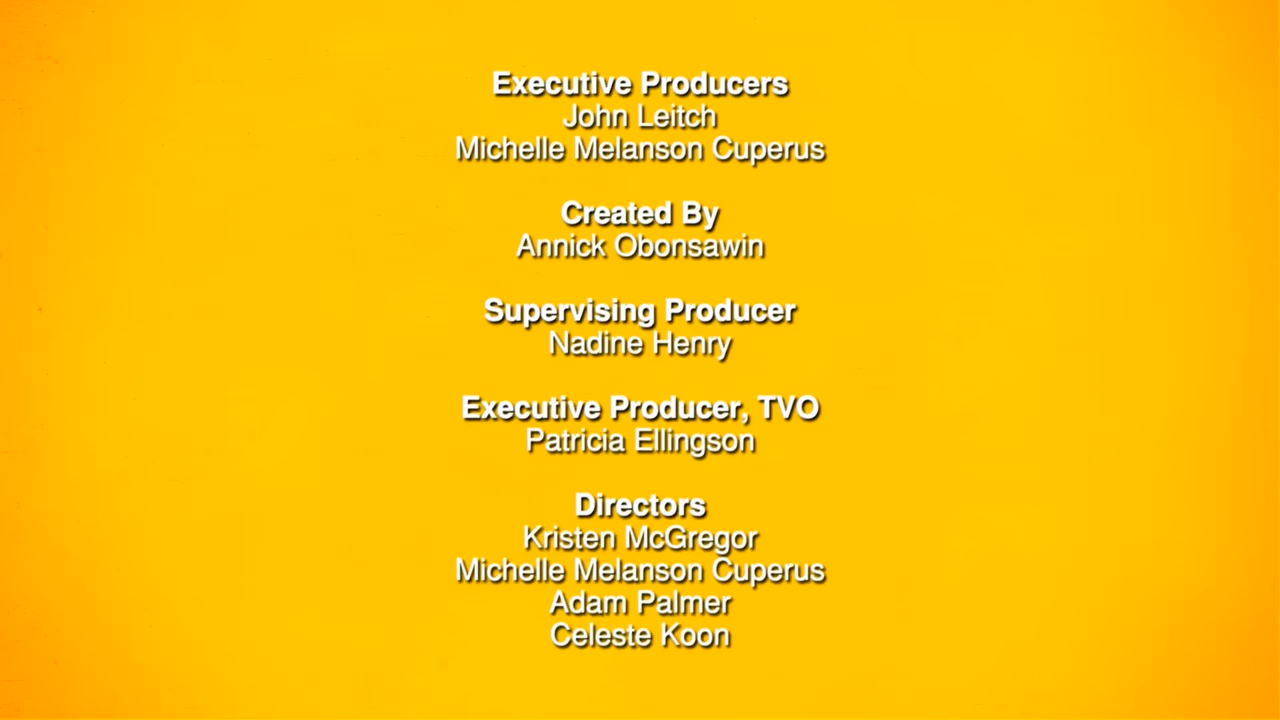 Executive Producers
John Leitch
Michelle Melanson Cuperus
Created By
Annick Obonsawin
Supervising Producer
Nadine Henry
Executive Producer, TVO
Patricia Ellingson
Directors
Kristen McGregor
Michelle Melanson Cuperus
Adam Palmer
Celeste Koon